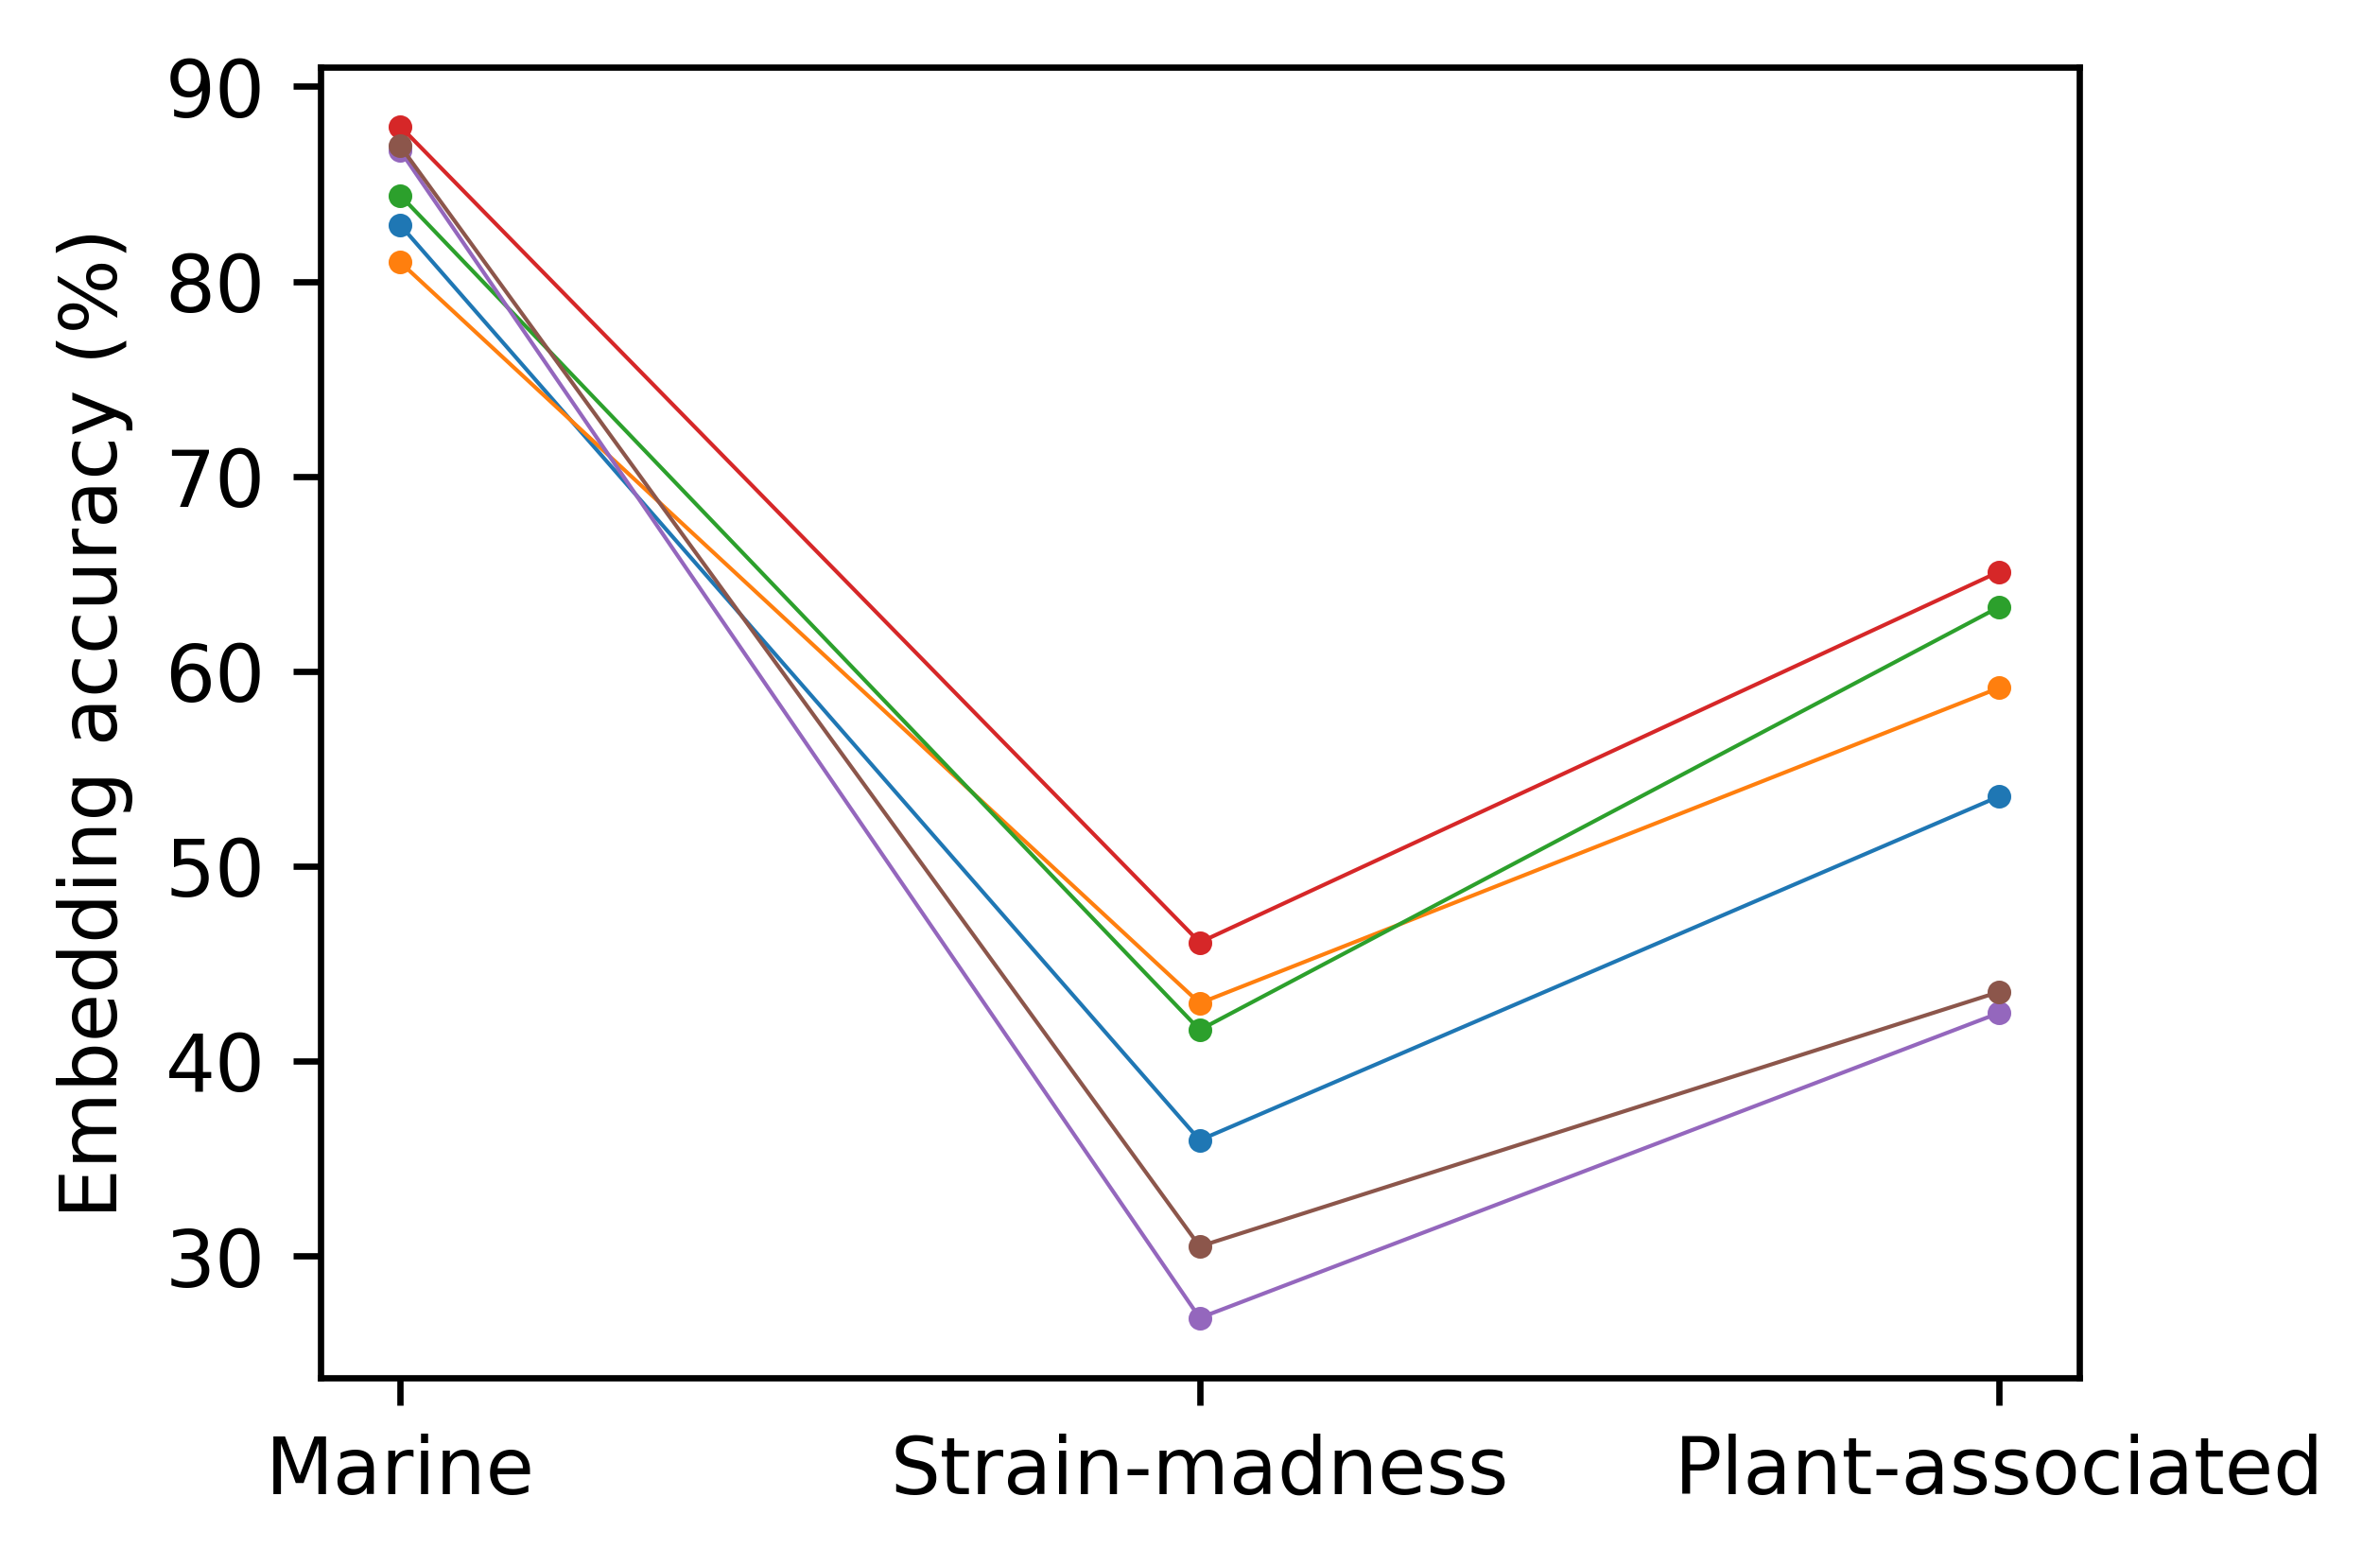 Embedding accuracy (%)
90
80
70
60
50
40
30
Marine
Strain-madness
Plant-associated